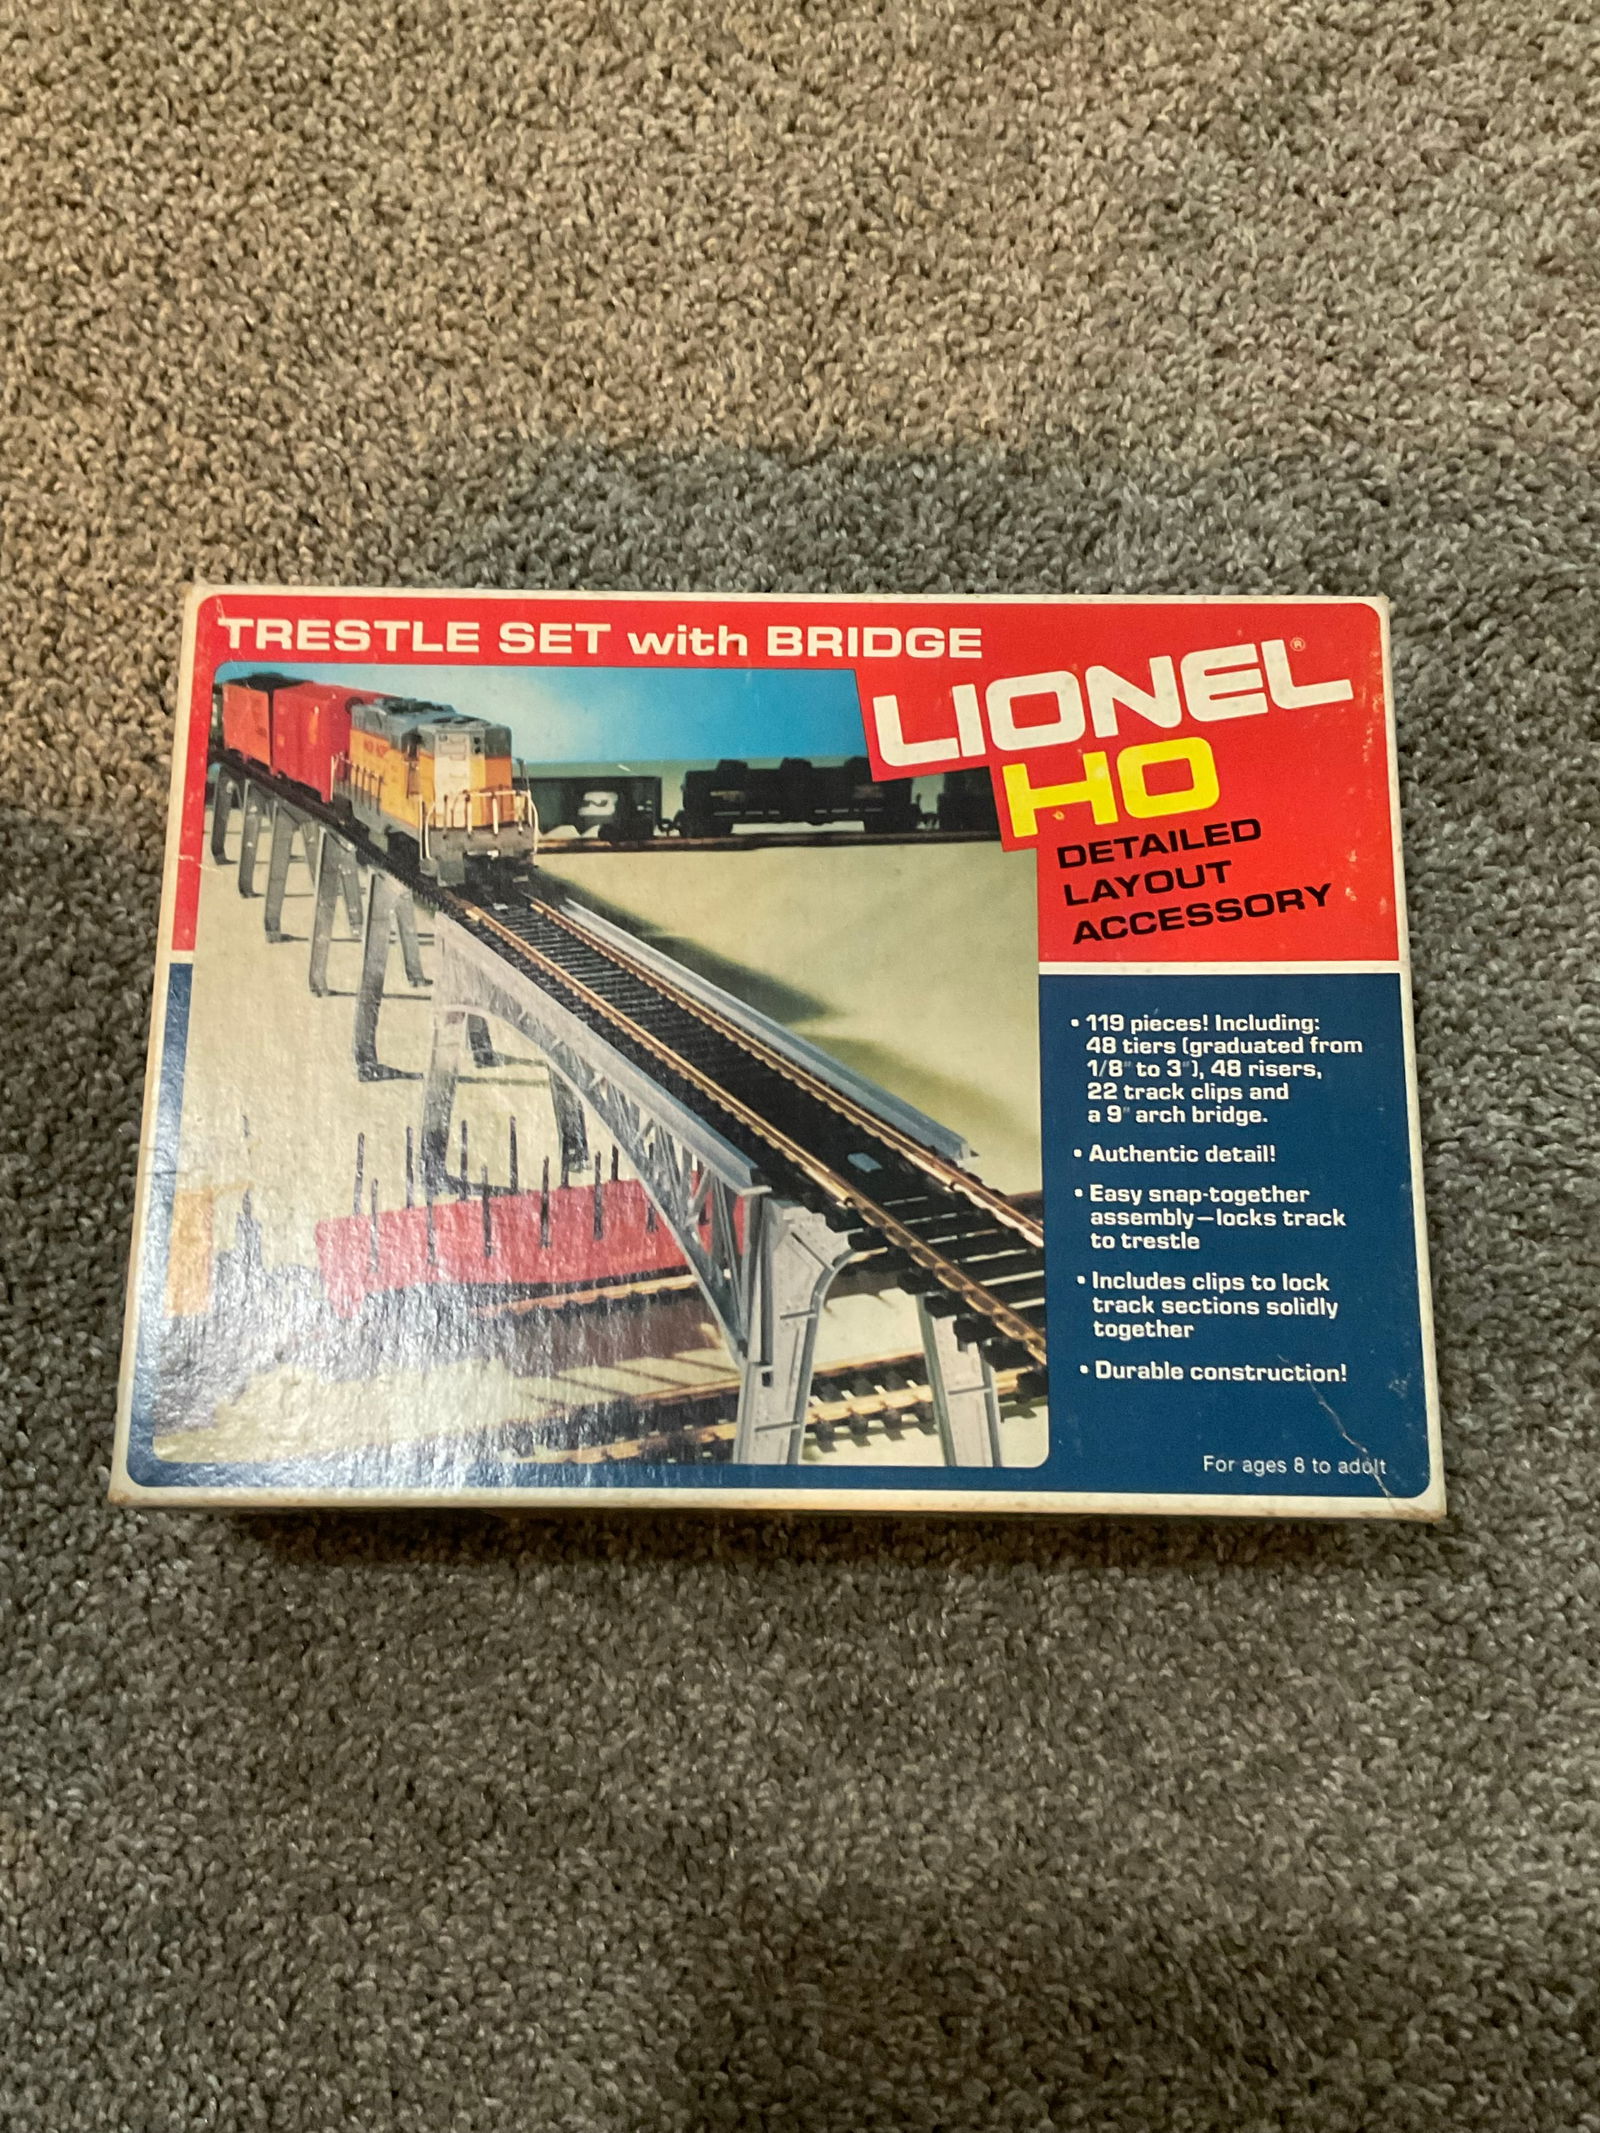 TRESTLE SET with BRIDGE
LIONEL®
HO
DETAILED
LAYOUT
ACCESSORY
• 119 pieces! Including:
48 tiers (graduated from
1/8" to 3"), 48 risers,
22 track clips and
a 9" arch bridge.
• Authentic detail!
• Easy snap-together
assembly—locks track
to trestle
• Includes clips to lock
track sections solidly
together
• Durable construction!
For ages 8 to adult